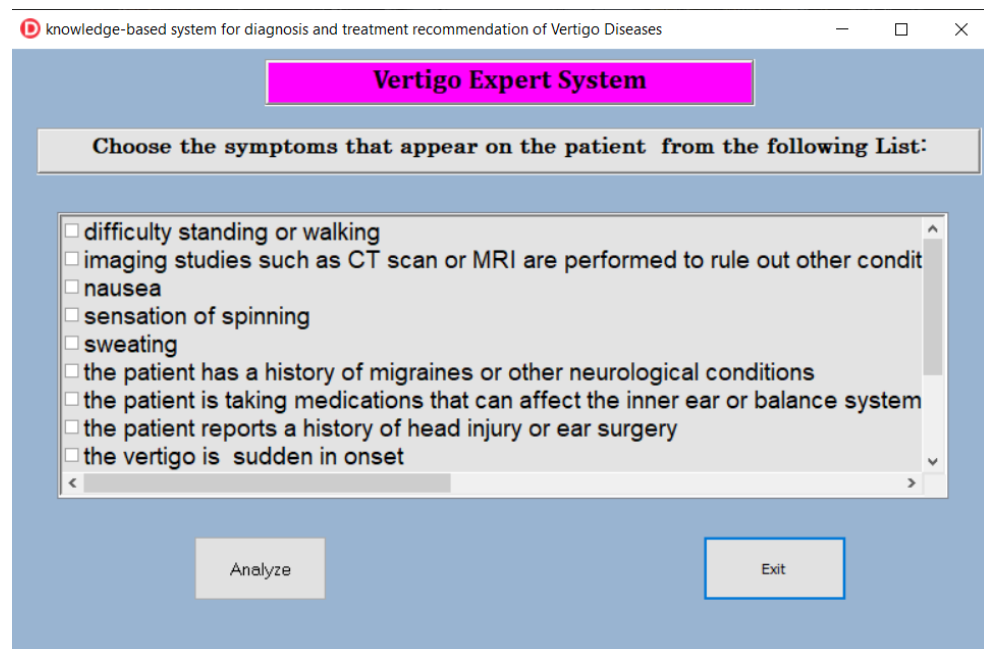 knowledge-based system for diagnosis and treatment recommendation of Vertigo Diseases
Vertigo Expert System
Choose the symptoms that appear on the patient from the following List:
difficulty standing or walking
imaging studies such as CT scan or MRI are performed to rule out other condit
nausea
sensation of spinning
sweating
the patient has a history of migraines or other neurological conditions
the patient is taking medications that can affect the inner ear or balance system
the patient reports a history of head injury or ear surgery
the vertigo is sudden in onset
Analyze
Exit